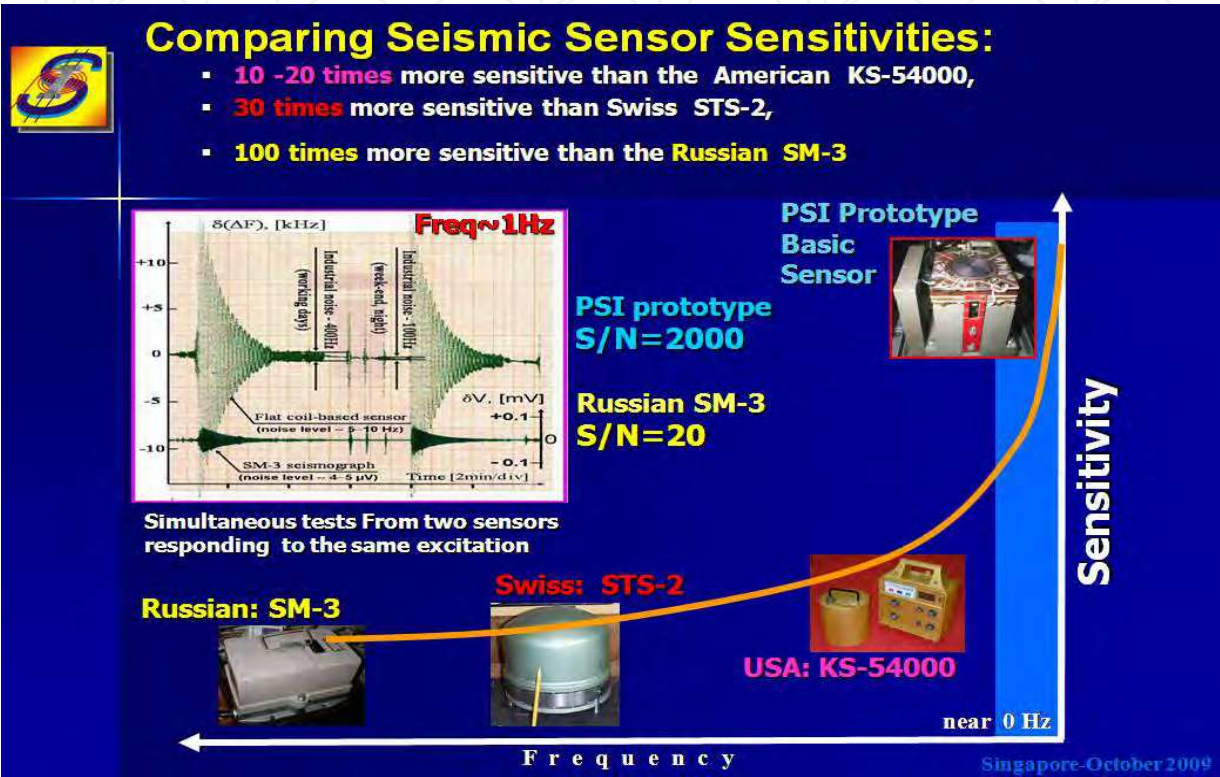 Comparing Seismic Sensor Sensitivities:
▪ 10 -20 times more sensitive than the American KS-54000,
▪ 30 times more sensitive than Swiss STS-2,
▪ 100 times more sensitive than the Russian SM-3
δ(ΔF), [kHz]
Freq~1Hz
+10
+5
0
-5
-10
Industrial noise - 400Hz
(working days)
Industrial noise - 100Hz
(week-end, night)
δV, [mV]
+0.1
0
-0.1
Flat coil-based sensor
(noise level ~ 5-10 Hz)
SM-3 seismograph
(noise level ~ 4-5 μV)
Time [2min/div]
PSI prototype
S/N=2000
Russian SM-3
S/N=20
PSI Prototype
Basic
Sensor
Sensitivity
Simultaneous tests From two sensors
responding to the same excitation
Russian: SM-3
Swiss: STS-2
USA: KS-54000
near 0 Hz
Frequency
Singapore-October 2009